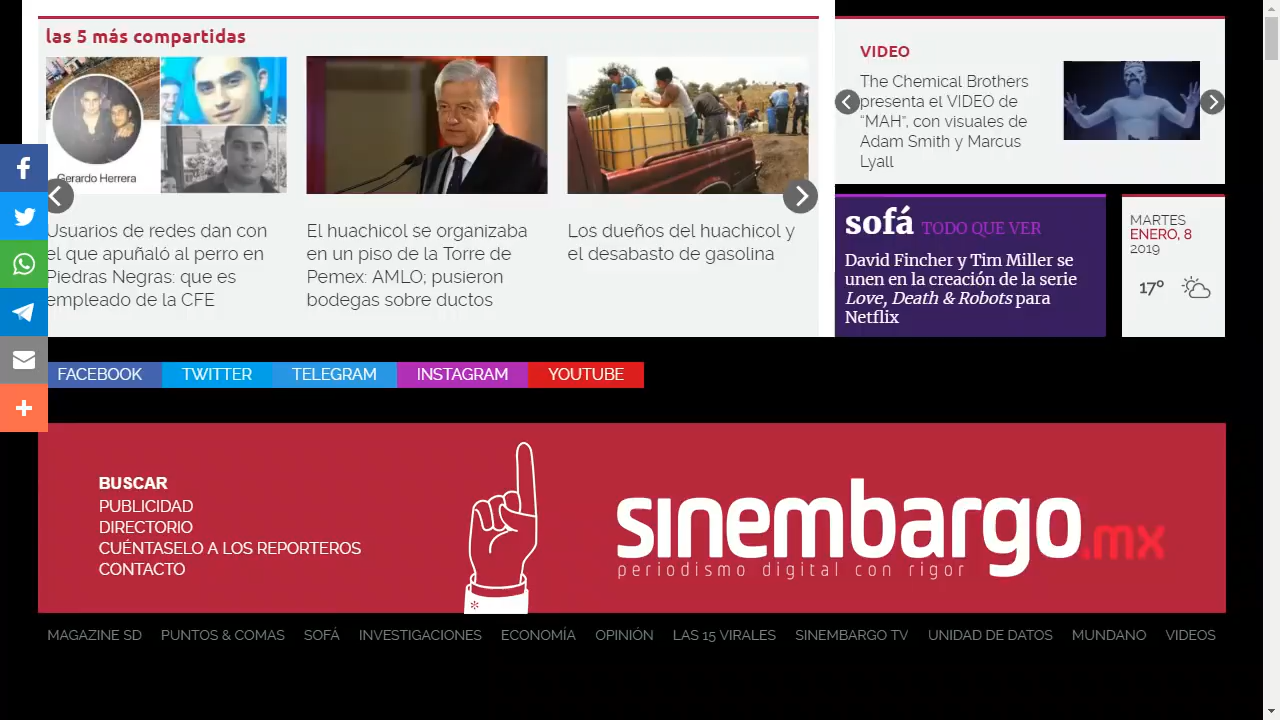 las 5 más compartidas
Gerardo Herrera
Usuarios de redes dan con
el que apuñaló al perro en
Piedras Negras: que es
empleado de la CFE
El huachicol se organizaba
en un piso de la Torre de
Pemex: AMLO; pusieron
bodegas sobre ductos
Los dueños del huachicol y
el desabasto de gasolina
VIDEO
The Chemical Brothers
presenta el VIDEO de
“MAH”, con visuales de
Adam Smith y Marcus
Lyall
sofá TODO QUE VER
David Fincher y Tim Miller se
unen en la creación de la serie
Love, Death & Robots para
Netflix
MARTES
ENERO, 8
2019
17º
FACEBOOK TWITTER TELEGRAM INSTAGRAM YOUTUBE
BUSCAR
PUBLICIDAD
DIRECTORIO
CUÉNTASELO A LOS REPORTEROS
CONTACTO
sinembargo.mx
periodismo digital con rigor
MAGAZINE SD PUNTOS & COMAS SOFÁ INVESTIGACIONES ECONOMÍA OPINIÓN LAS 15 VIRALES SINEMBARGO TV UNIDAD DE DATOS MUNDANO VIDEOS